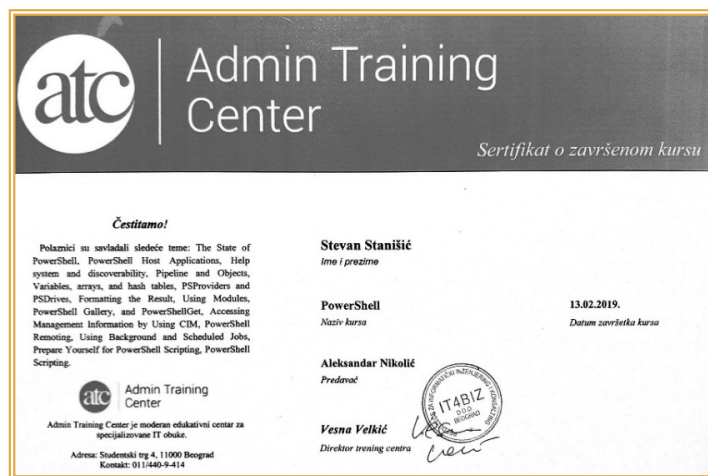 atc
Admin Training
Center
Sertifikat o završenom kursu
Čestitamo!
Polaznici su savladali sledeće teme: The State of
PowerShell, PowerShell Host Applications, Help
system and discoverability, Pipeline and Objects,
Variables, arrays, and hash tables, PSProviders and
PSDrives, Formatting the Result, Using Modules,
PowerShell Gallery, and PowerShellGet, Accessing
Management Information by Using CIM, PowerShell
Remoting, Using Background and Scheduled Jobs,
Prepare Yourself for PowerShell Scripting, PowerShell
Scripting.
atc
Admin Training
Center
Admin Training Center je moderan edukativni centar za
specijalizovane IT obuke.
Adresa: Studentski trg 4, 11000 Beograd
Kontakt: 011/440-9-414
Stevan Stanišić
Ime i prezime
PowerShell
Naziv kursa
13.02.2019.
Datum završetka kursa
Aleksandar Nikolić
Predavač
Vesna Velkić
Direktor trening centra
ZA INFORMATIČKI INŽENJERING I KONSALTING
IT4BIZ
D.O.O.
BEOGRAD